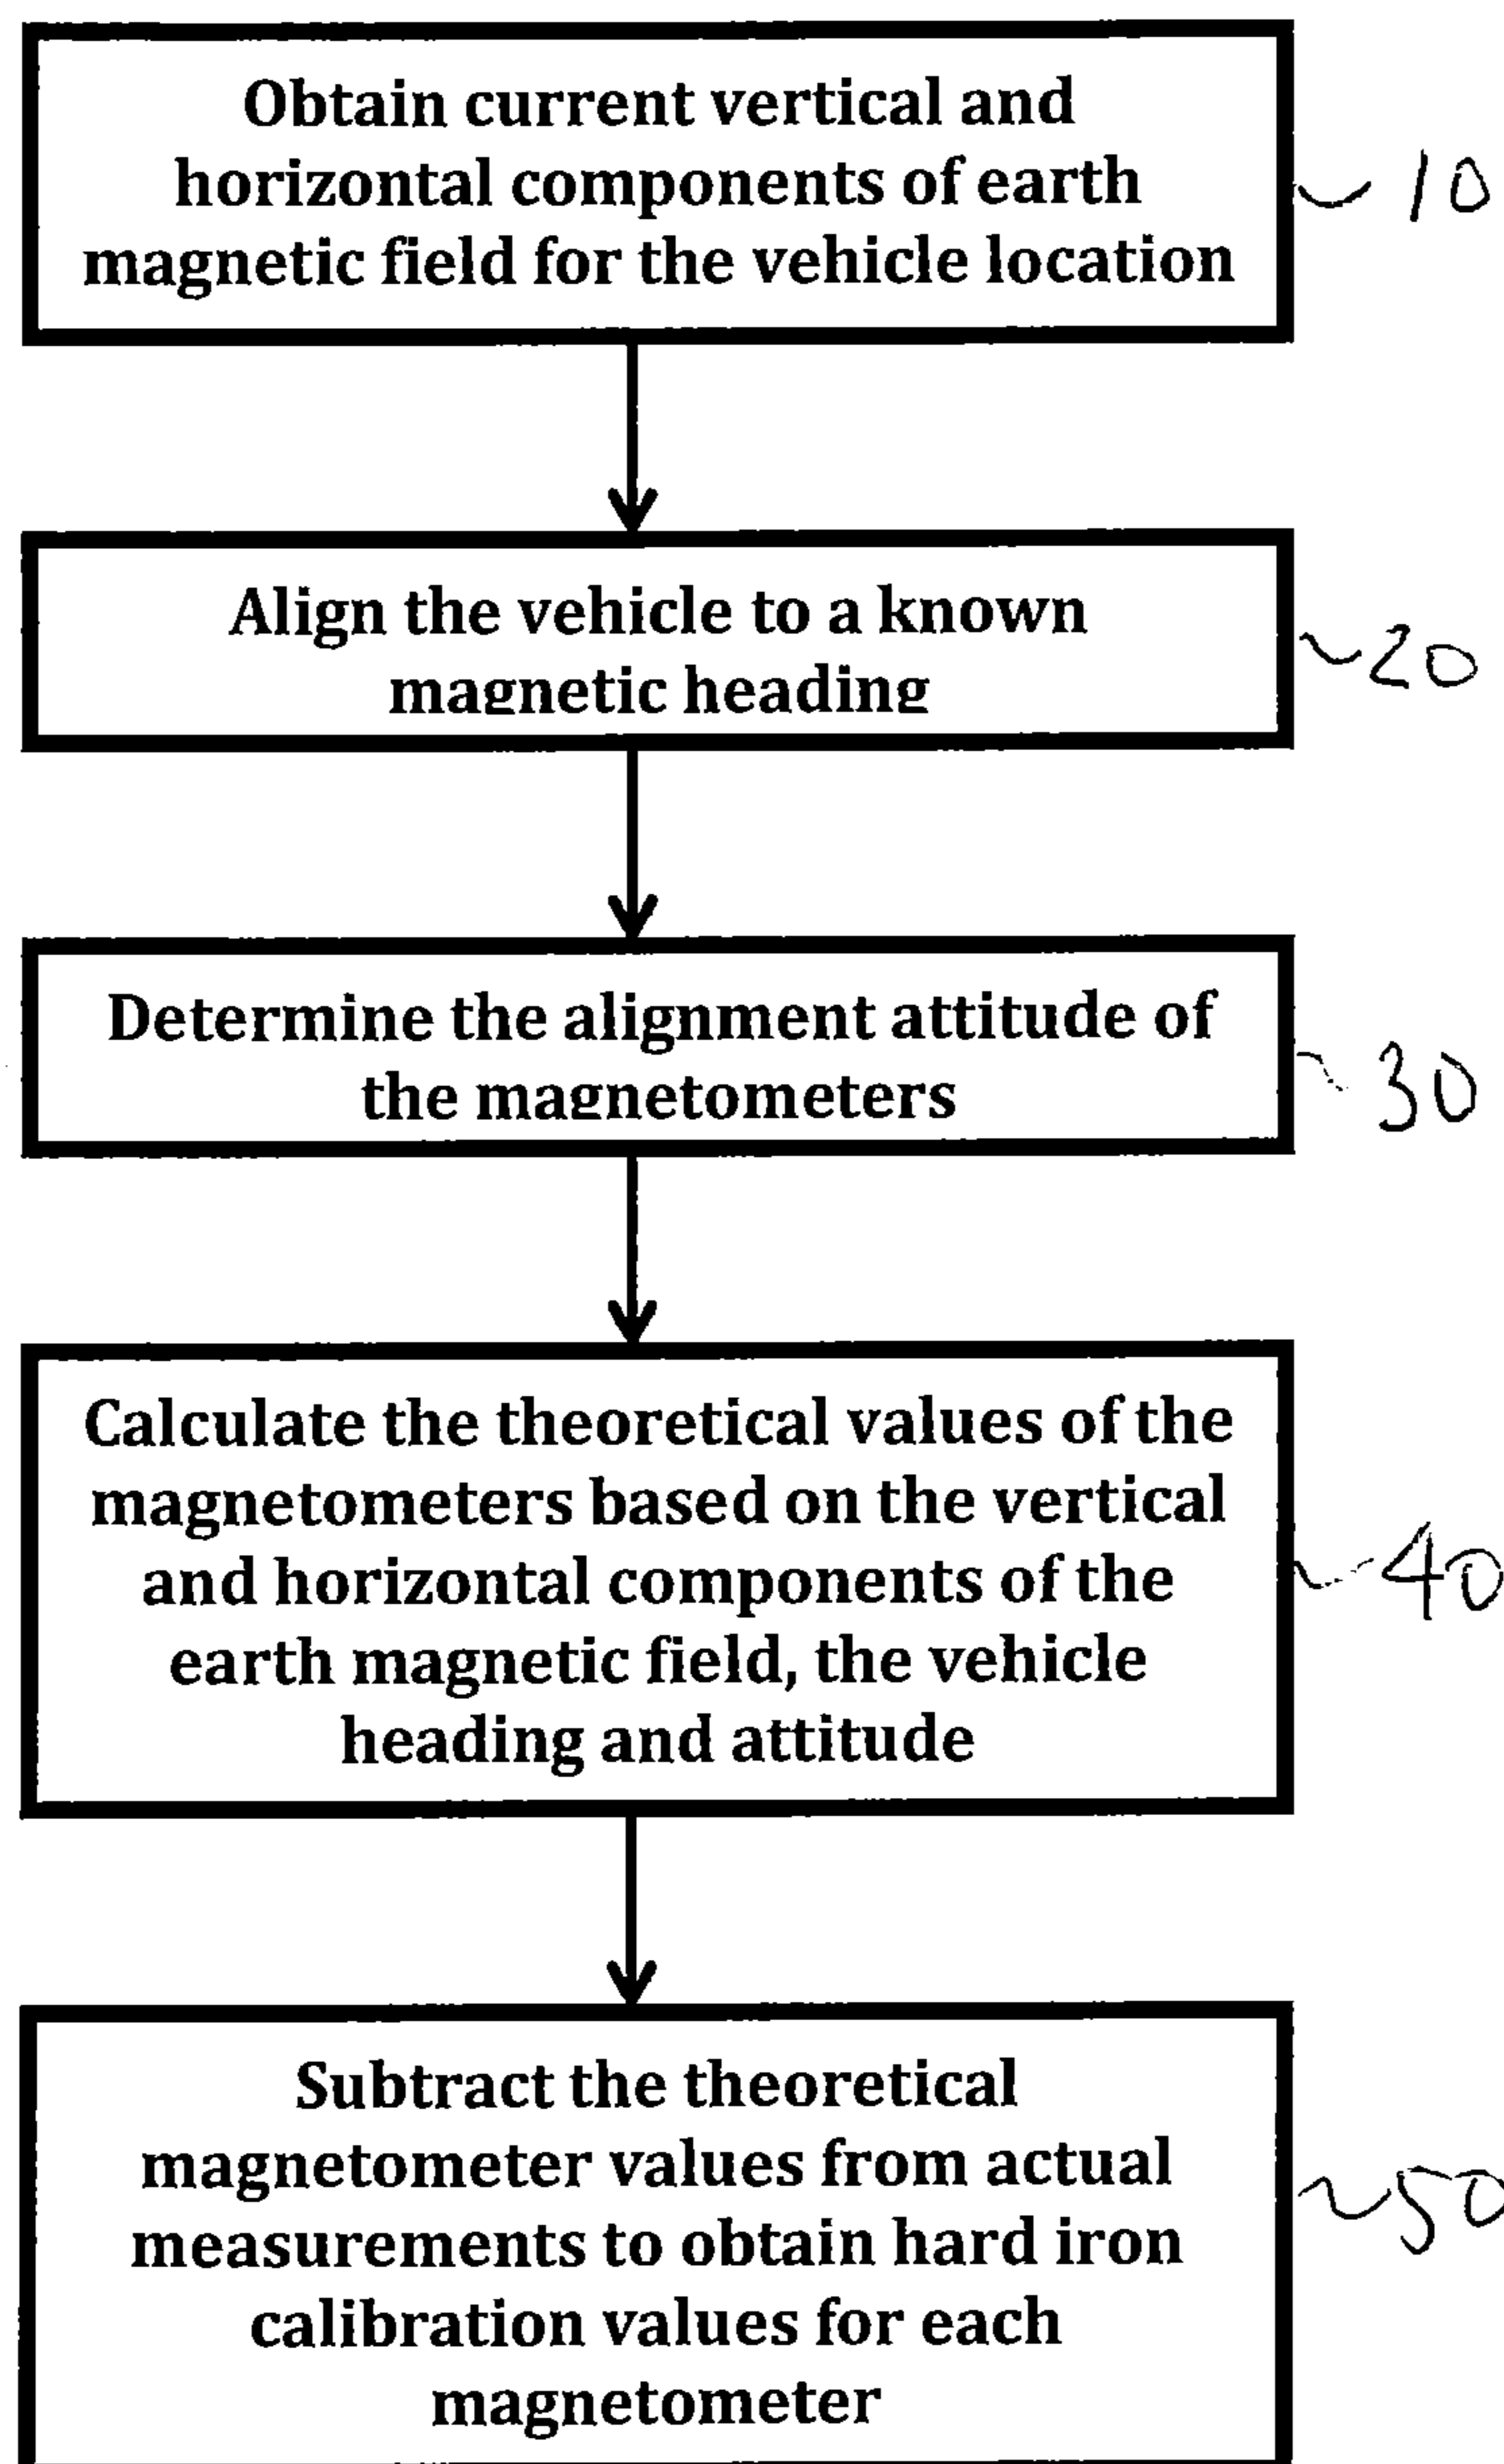 Obtain current vertical and
horizontal components of earth
magnetic field for the vehicle location
10
Align the vehicle to a known
magnetic heading
20
Determine the alignment attitude of
the magnetometers
30
Calculate the theoretical values of the
magnetometers based on the vertical
and horizontal components of the
earth magnetic field, the vehicle
heading and attitude
40
Subtract the theoretical
magnetometer values from actual
measurements to obtain hard iron
calibration values for each
magnetometer
50